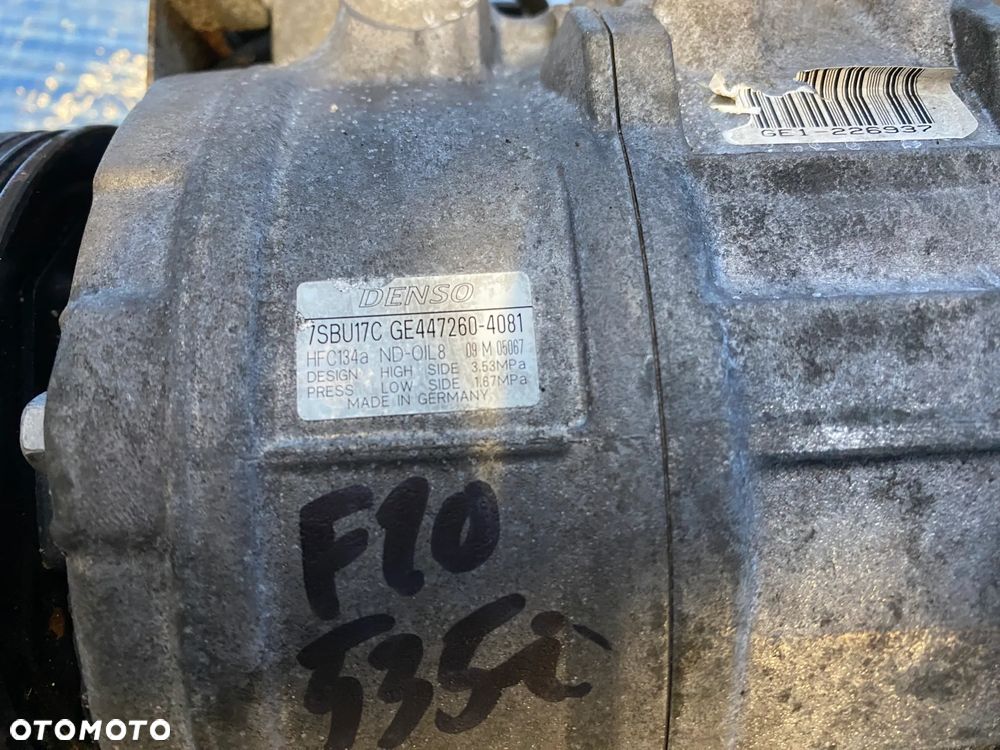 GE1-226937
DENSO
7SBU17C GE447260-4081
HFC134a ND-OIL8 09 M 05067
DESIGN HIGH SIDE 3.53MPa
PRESS LOW SIDE 1.67MPa
MADE IN GERMANY
F10
535i
OTOMOTO